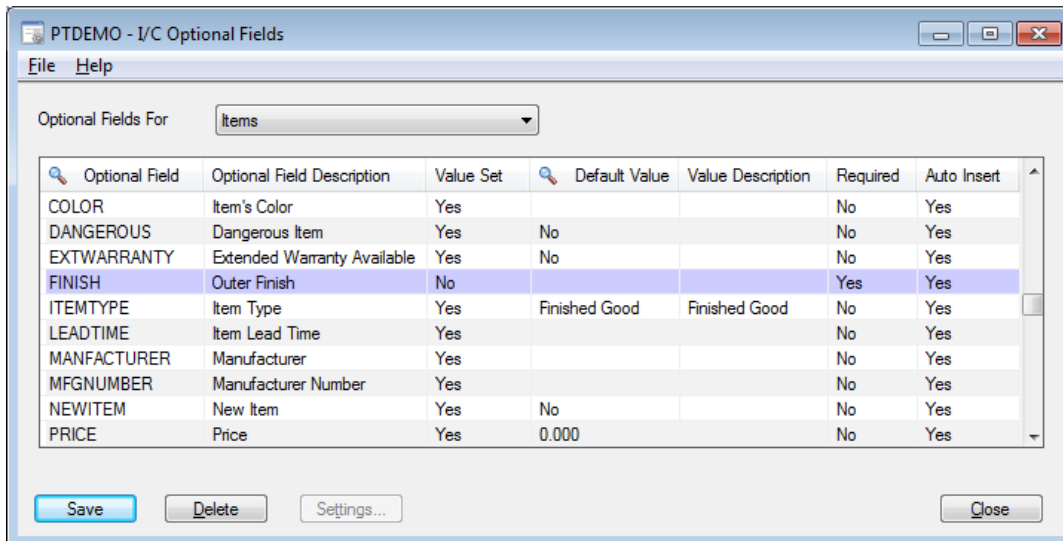 PTDEMO - I/C Optional Fields
File Help
Optional Fields For Items
Optional Field Optional Field Description Value Set Default Value Value Description Required Auto Insert
COLOR Item's Color Yes No Yes
DANGEROUS Dangerous Item Yes No No Yes
EXTWARRANTY Extended Warranty Available Yes No No Yes
FINISH Outer Finish No Yes Yes
ITEMTYPE Item Type Yes Finished Good Finished Good No Yes
LEADTIME Item Lead Time Yes No Yes
MANFACTURER Manufacturer Yes No Yes
MFGNUMBER Manufacturer Number Yes No Yes
NEWITEM New Item Yes No No Yes
PRICE Price Yes 0.000 No Yes
Save Delete Settings... Close